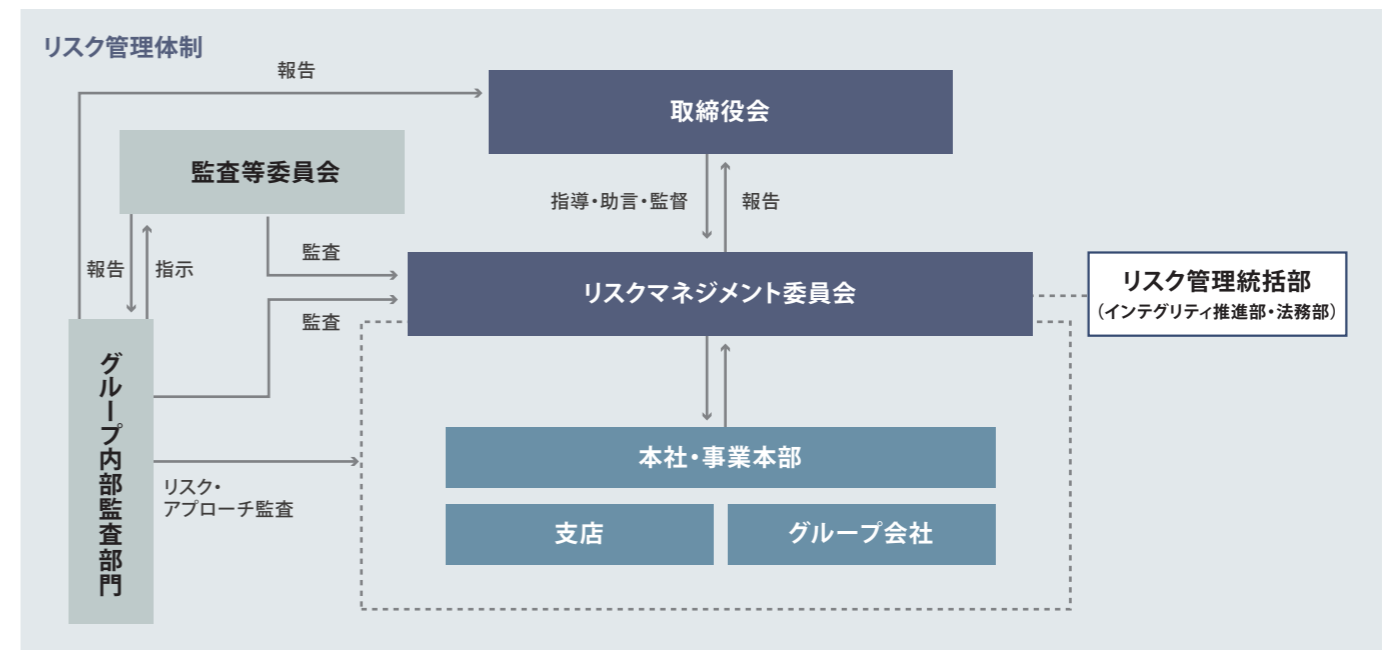 リスク管理体制
報告
取締役会
監査等委員会
指導・助言・監督
報告
報告
指示
監査
リスクマネジメント委員会
リスク管理統括部
（インテグリティ推進部・法務部）
監査
グループ内部監査部門
本社・事業本部
リスク・
アプローチ監査
支店
グループ会社